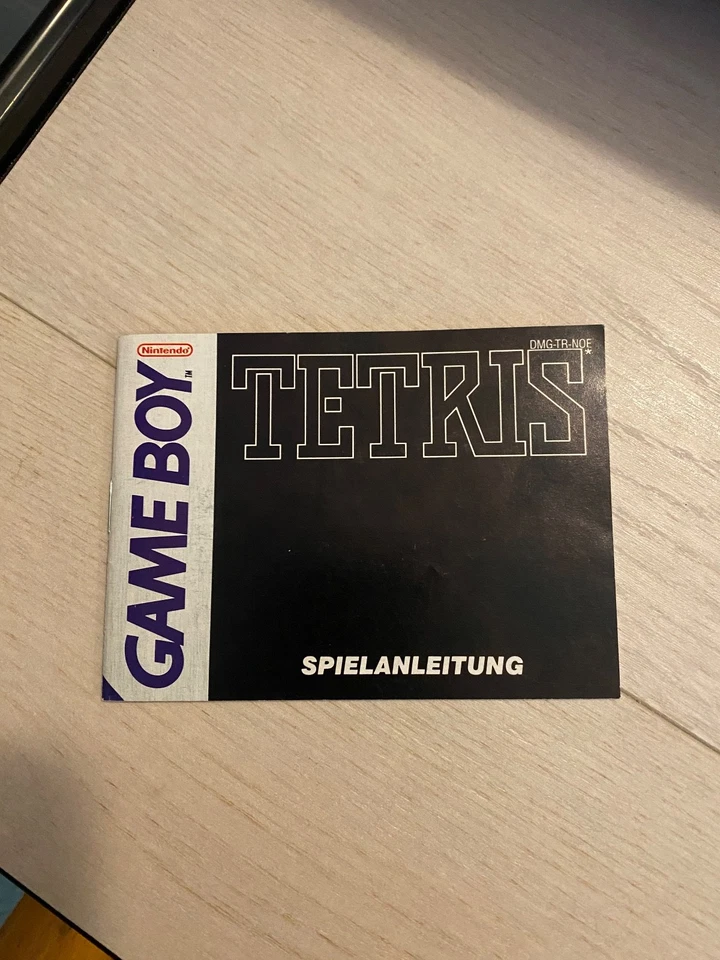 Nintendo
GAME BOY™
DMG-TR-NOE
TETRIS*
SPIELANLEITUNG